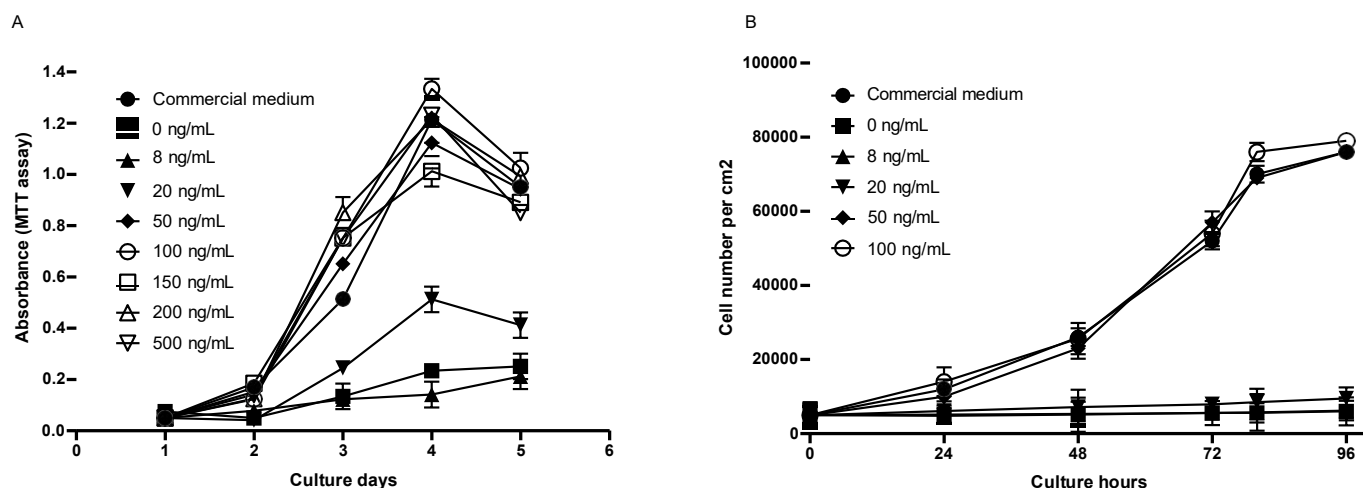 A
Absorbance (MTT assay)
1.4
1.2
1.0
0.8
0.6
0.4
0.2
0.0
Commercial medium
0 ng/mL
8 ng/mL
20 ng/mL
50 ng/mL
100 ng/mL
150 ng/mL
200 ng/mL
500 ng/mL
0 1 2 3 4 5 6
Culture days
B
Cell number per cm2
100000
80000
60000
40000
20000
0
Commercial medium
0 ng/mL
8 ng/mL
20 ng/mL
50 ng/mL
100 ng/mL
0 24 48 72 96
Culture hours